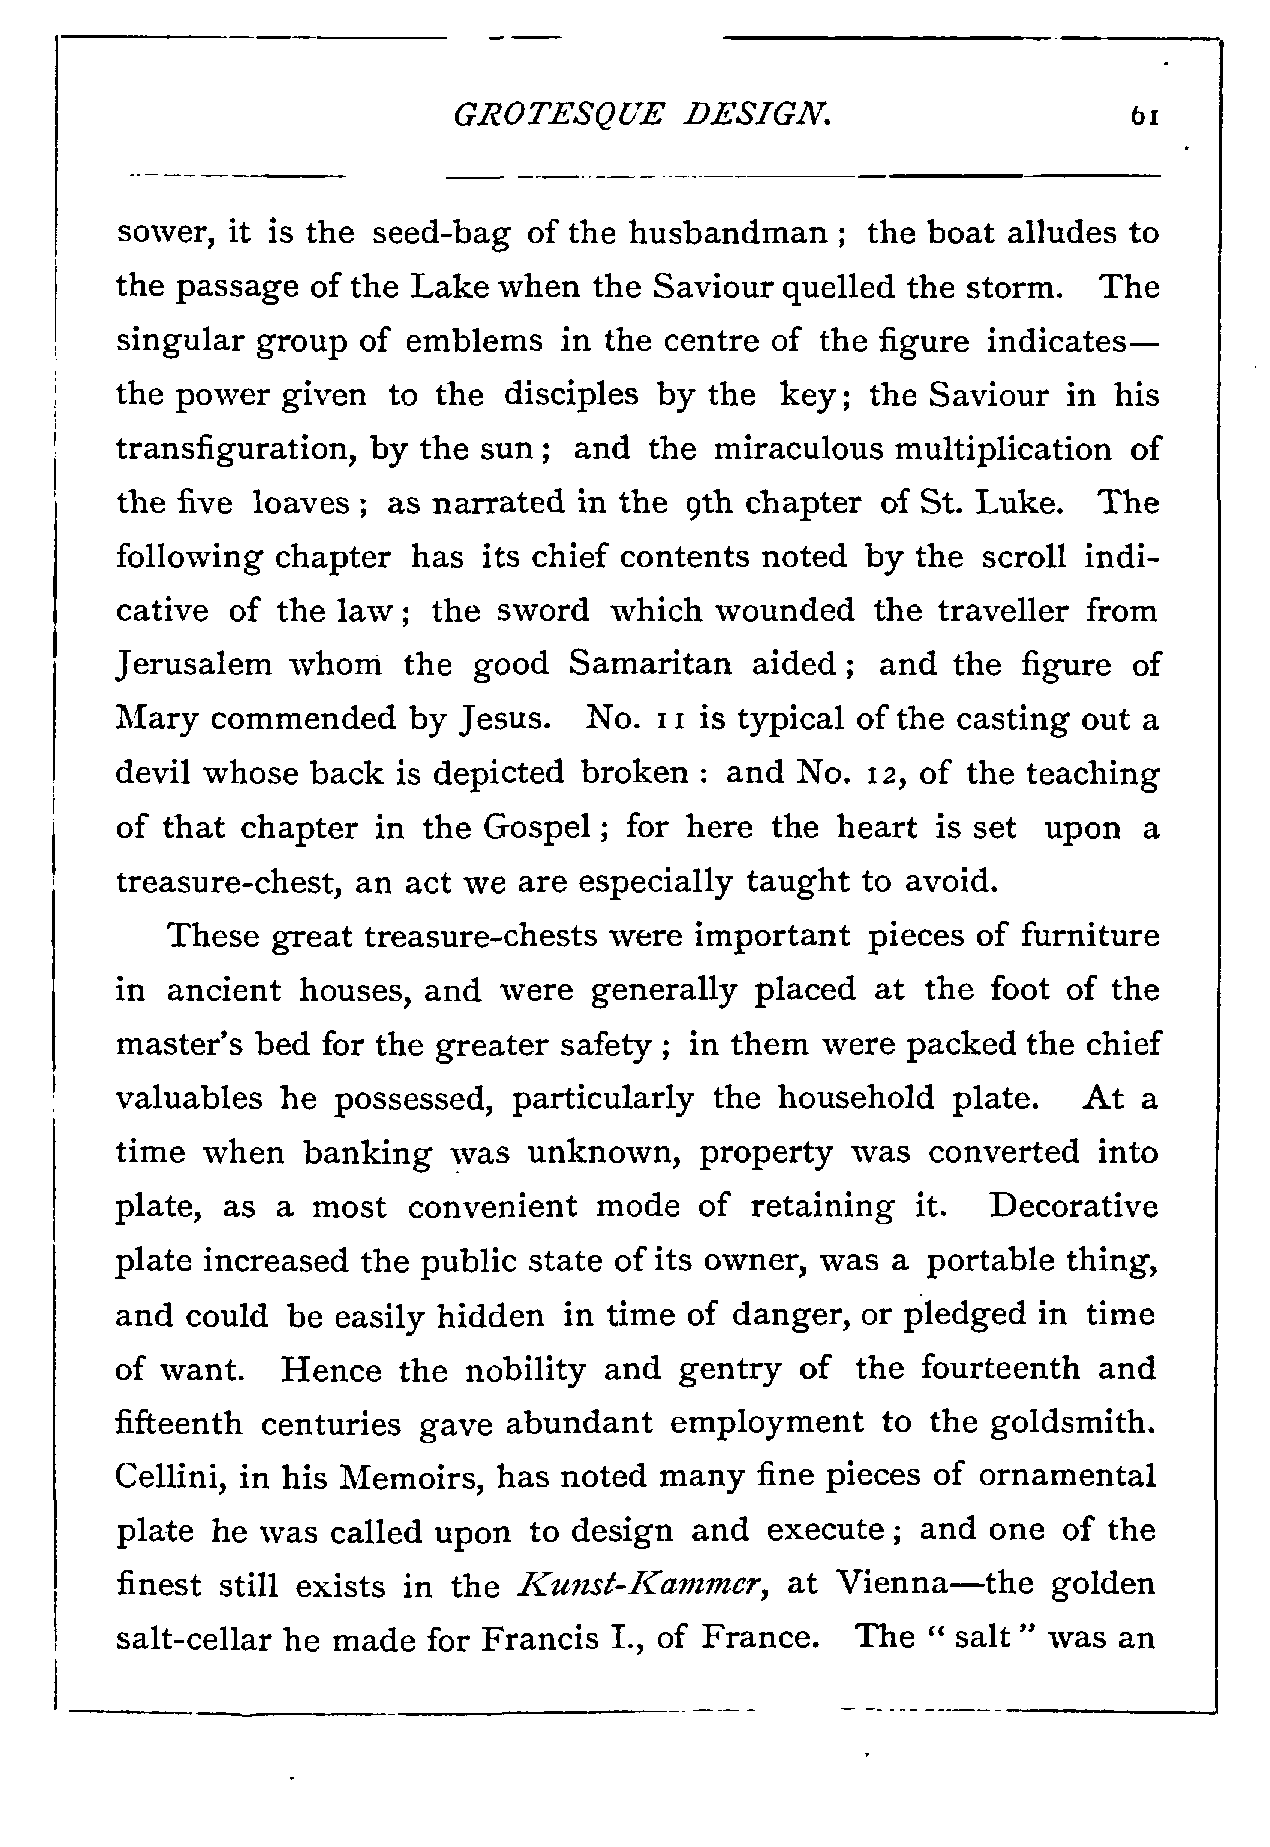 GROTESQUE DESIGN. 61
sower, it is the seed-bag of the husbandman ; the boat alludes to
the passage of the Lake when the Saviour quelled the storm. The
singular group of emblems in the centre of the figure indicates—
the power given to the disciples by the key; the Saviour in his
transfiguration, by the sun ; and the miraculous multiplication of
the five loaves ; as narrated in the 9th chapter of St. Luke. The
following chapter has its chief contents noted by the scroll indi-
cative of the law ; the sword which wounded the traveller from
Jerusalem whom the good Samaritan aided ; and the figure of
Mary commended by Jesus. No. 11 is typical of the casting out a
devil whose back is depicted broken : and No. 12, of the teaching
of that chapter in the Gospel ; for here the heart is set upon a
treasure-chest, an act we are especially taught to avoid.
These great treasure-chests were important pieces of furniture
in ancient houses, and were generally placed at the foot of the
master's bed for the greater safety ; in them were packed the chief
valuables he possessed, particularly the household plate. At a
time when banking was unknown, property was converted into
plate, as a most convenient mode of retaining it. Decorative
plate increased the public state of its owner, was a portable thing,
and could be easily hidden in time of danger, or pledged in time
of want. Hence the nobility and gentry of the fourteenth and
fifteenth centuries gave abundant employment to the goldsmith.
Cellini, in his Memoirs, has noted many fine pieces of ornamental
plate he was called upon to design and execute ; and one of the
finest still exists in the Kunst-Kammer, at Vienna—the golden
salt-cellar he made for Francis I., of France. The “ salt ” was an